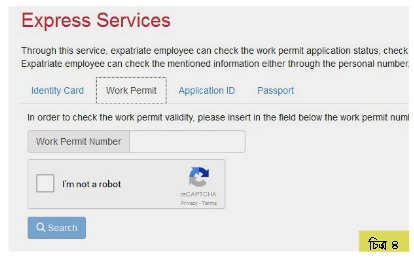 Express Services
Through this service, expatriate employee can check the work permit application status, check
Expatriate employee can check the mentioned information either through the personal number,
Identity Card Work Permit Application ID Passport
In order to check the work permit validity, please insert in the field below the work permit num
Work Permit Number
I'm not a robot
reCAPTCHA
Privacy - Terms
Search
চিত্র ৪